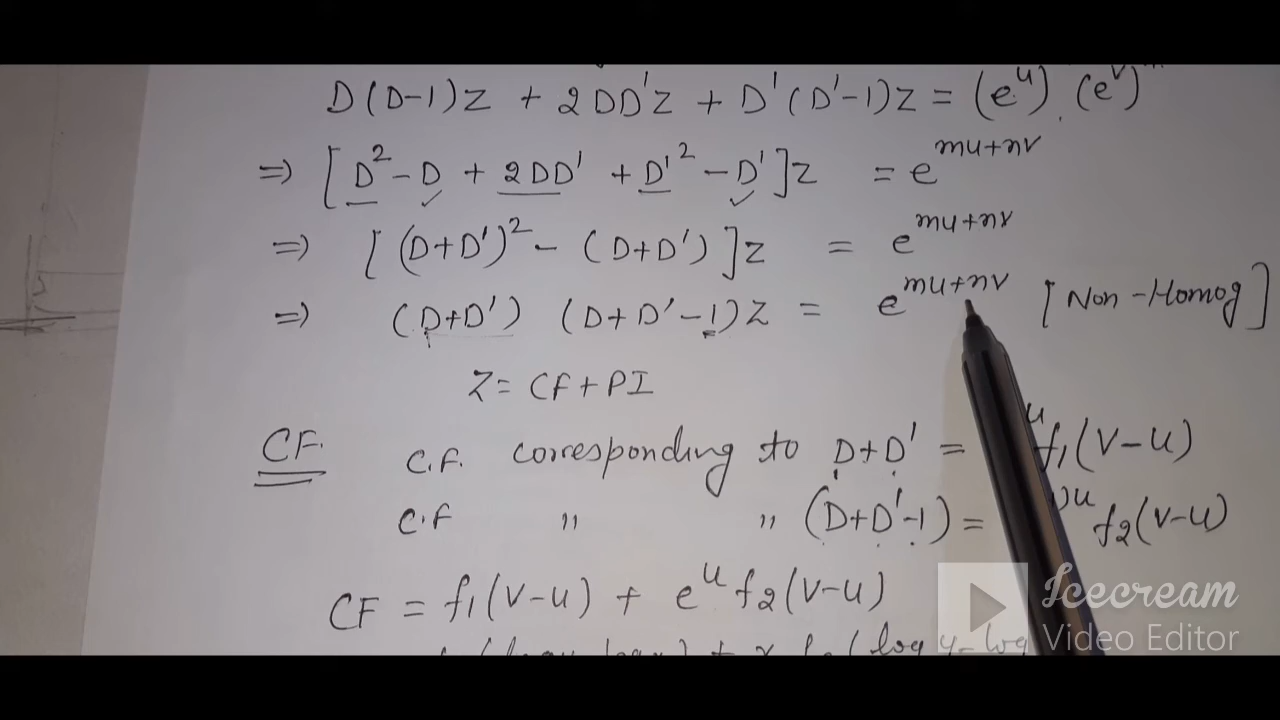 D(D-1)Z + 2DD'Z + D'(D'-1)Z = (e^u) . (e^v)
=> [D² - D + 2DD' + D'² - D']Z = e^{mu+nv}
=> [(D+D')² - (D+D')]Z = e^{mu+nv}
=> (D+D') (D+D'-1)Z = e^{mu+nv} [Non-Homog]
Z = CF + PI
CF. C.F. corresponding to D+D' = f₁(v-u)
C.F " " (D+D'-1) = f₂(v-u)
CF = f₁(v-u) + e^u f₂(v-u)
Icecream
Video Editor